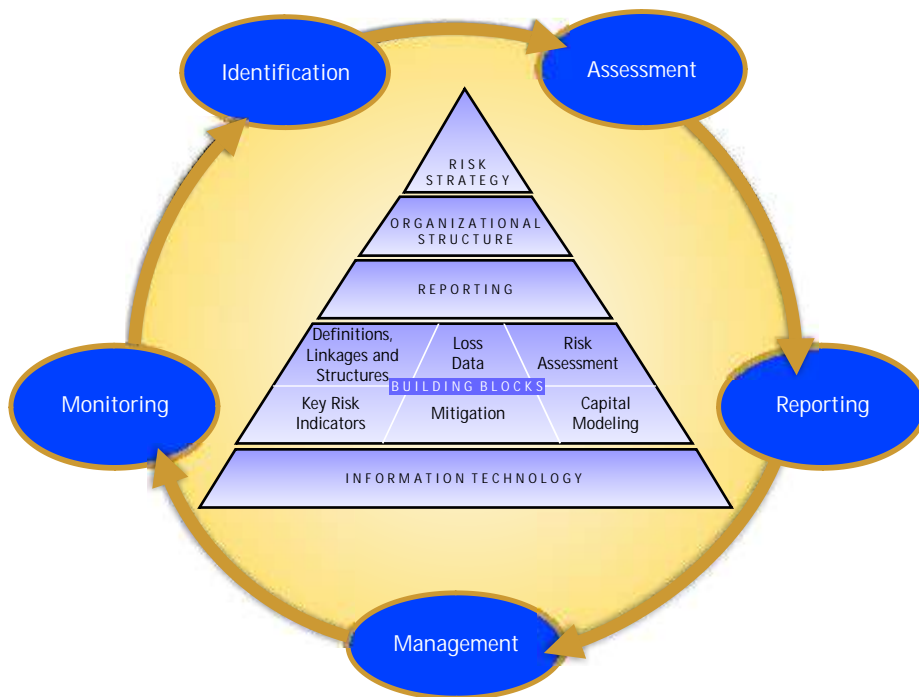 Identification
Assessment
RISK
STRATEGY
ORGANIZATIONAL
STRUCTURE
REPORTING
Definitions,
Linkages and
Structures
Loss
Data
Risk
Assessment
BUILDING BLOCKS
Key Risk
Indicators
Mitigation
Capital
Modeling
Monitoring
Reporting
INFORMATION TECHNOLOGY
Management